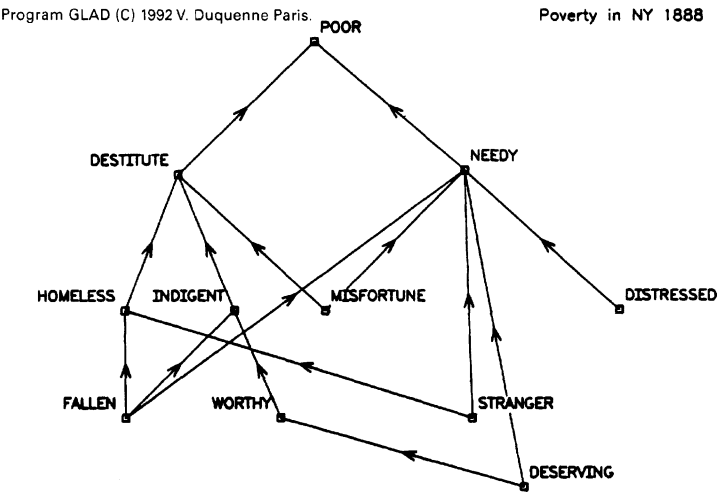 Program GLAD (C) 1992 V. Duquenne Paris.
Poverty in NY 1888
POOR
DESTITUTE
NEEDY
HOMELESS
INDIGENT
MISFORTUNE
DISTRESSED
FALLEN
WORTHY
STRANGER
DESERVING